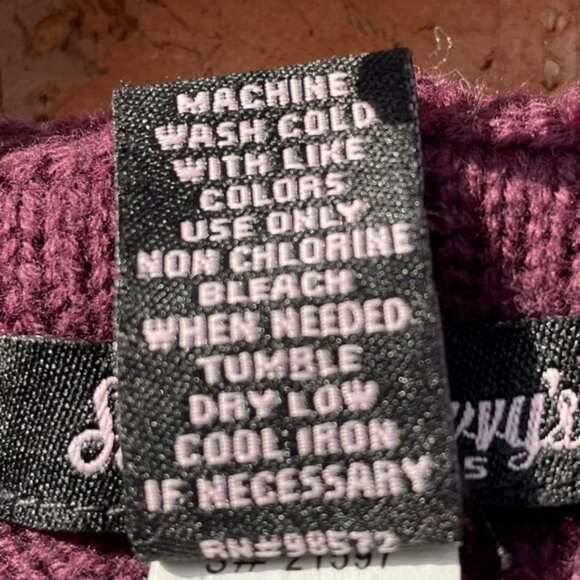 MACHINE
WASH COLD
WITH LIKE
COLORS
USE ONLY
NON CHLORINE
BLEACH
WHEN NEEDED
TUMBLE
DRY LOW
COOL IRON
IF NECESSARY
RN#98572
S# 21597